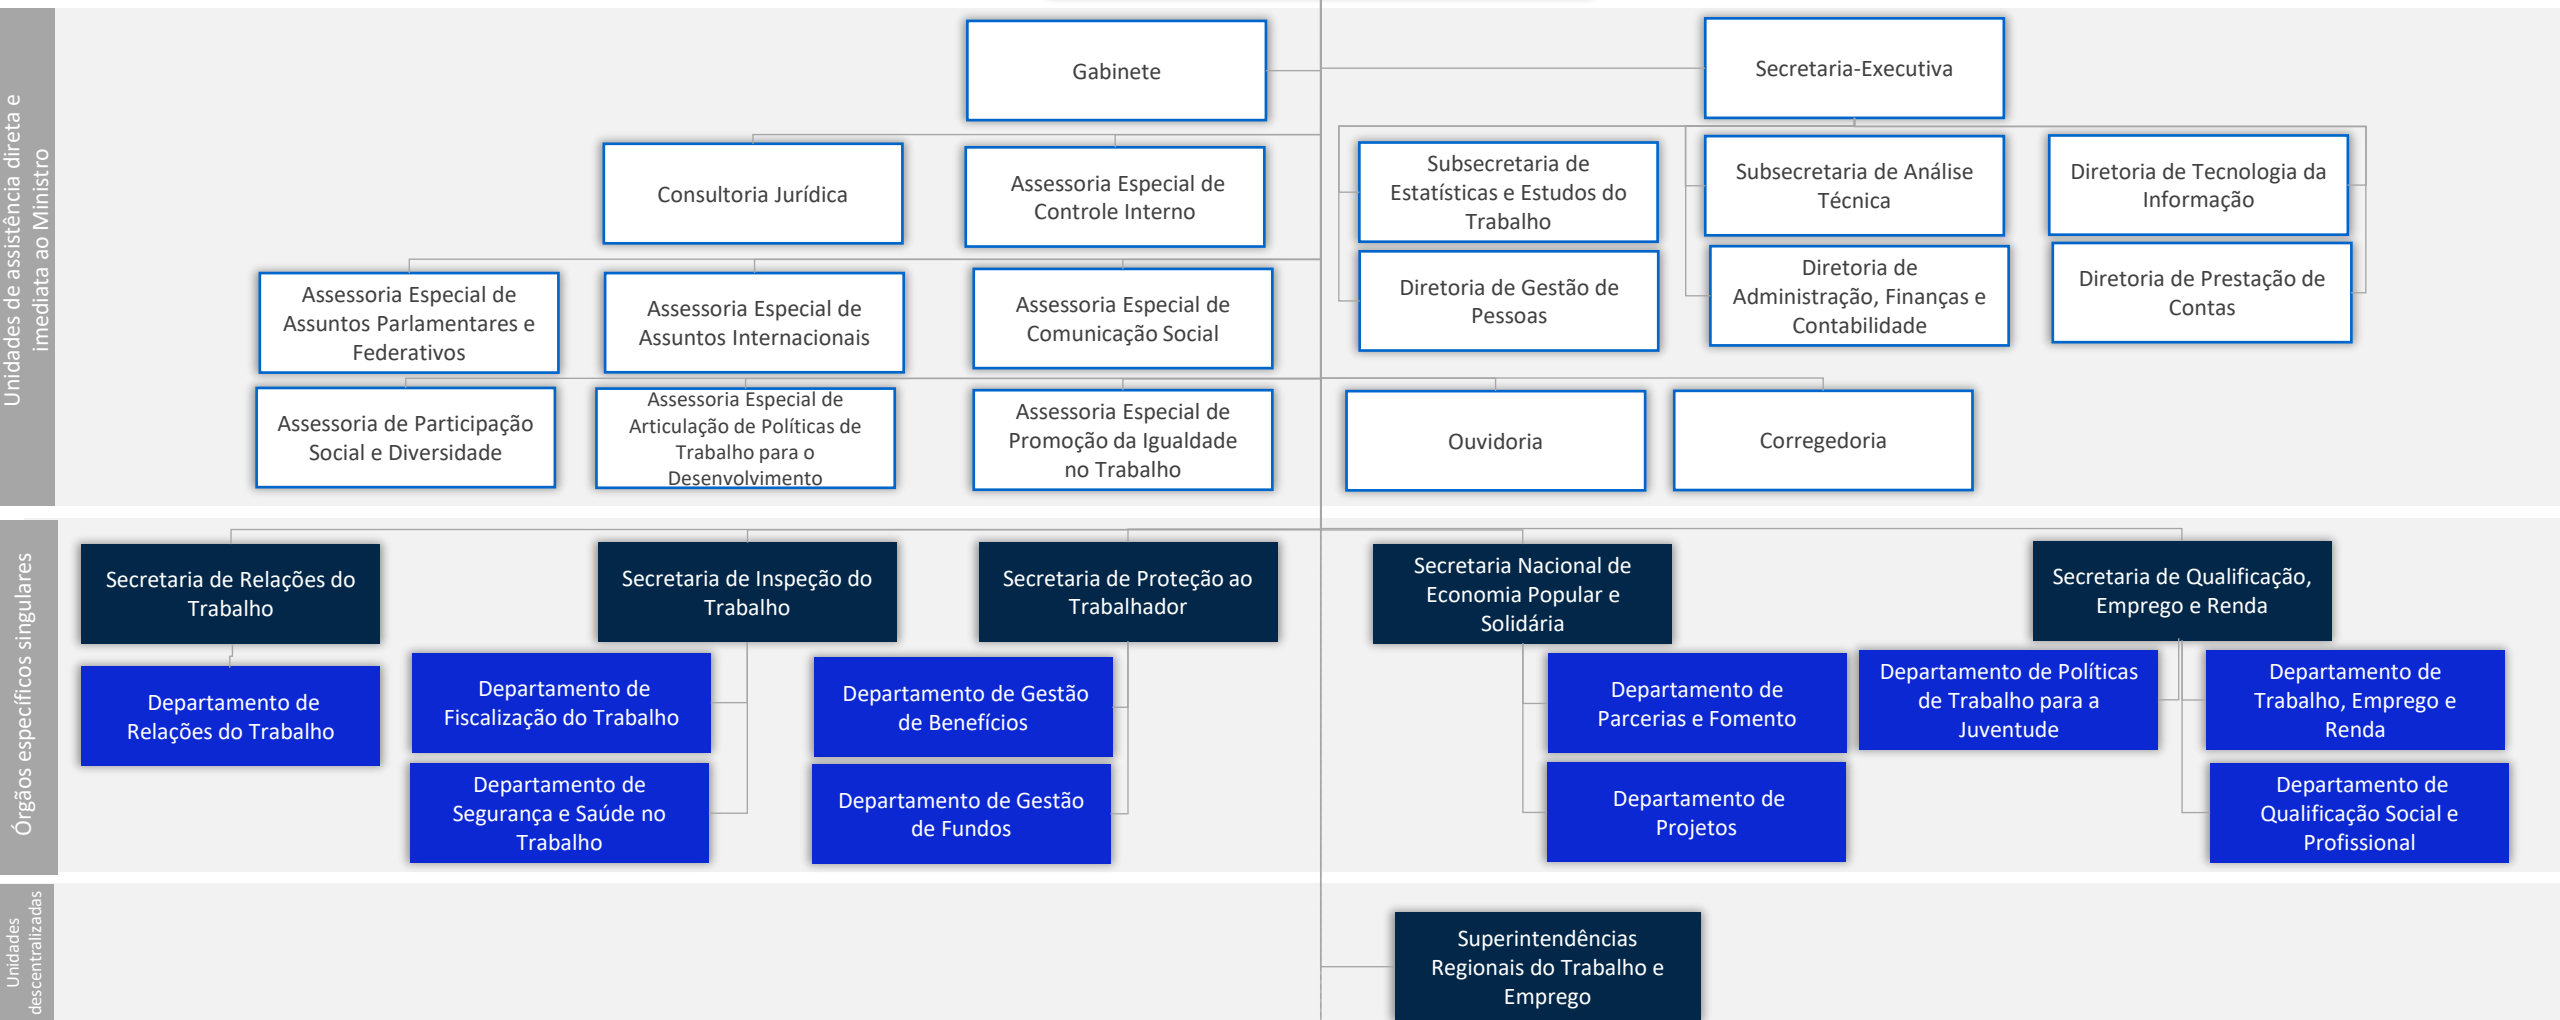 Unidades de assistência direta e
imediata ao Ministro
Gabinete
Secretaria-Executiva
Consultoria Jurídica
Assessoria Especial de
Controle Interno
Subsecretaria de
Estatísticas e Estudos do
Trabalho
Subsecretaria de Análise
Técnica
Diretoria de Tecnologia da
Informação
Diretoria de Gestão de
Pessoas
Diretoria de
Administração, Finanças e
Contabilidade
Diretoria de Prestação de
Contas
Assessoria Especial de
Assuntos Parlamentares e
Federativos
Assessoria Especial de
Assuntos Internacionais
Assessoria Especial de
Comunicação Social
Assessoria de Participação
Social e Diversidade
Assessoria Especial de
Articulação de Políticas de
Trabalho para o
Desenvolvimento
Assessoria Especial de
Promoção da Igualdade
no Trabalho
Ouvidoria
Corregedoria
Órgãos específicos singulares
Secretaria de Relações do
Trabalho
Secretaria de Inspeção do
Trabalho
Secretaria de Proteção ao
Trabalhador
Secretaria Nacional de
Economia Popular e
Solidária
Secretaria de Qualificação,
Emprego e Renda
Departamento de
Relações do Trabalho
Departamento de
Fiscalização do Trabalho
Departamento de Gestão
de Benefícios
Departamento de
Parcerias e Fomento
Departamento de Políticas
de Trabalho para a
Juventude
Departamento de
Trabalho, Emprego e
Renda
Departamento de
Segurança e Saúde no
Trabalho
Departamento de Gestão
de Fundos
Departamento de
Projetos
Departamento de
Qualificação Social e
Profissional
Unidades
descentralizadas
Superintendências
Regionais do Trabalho e
Emprego